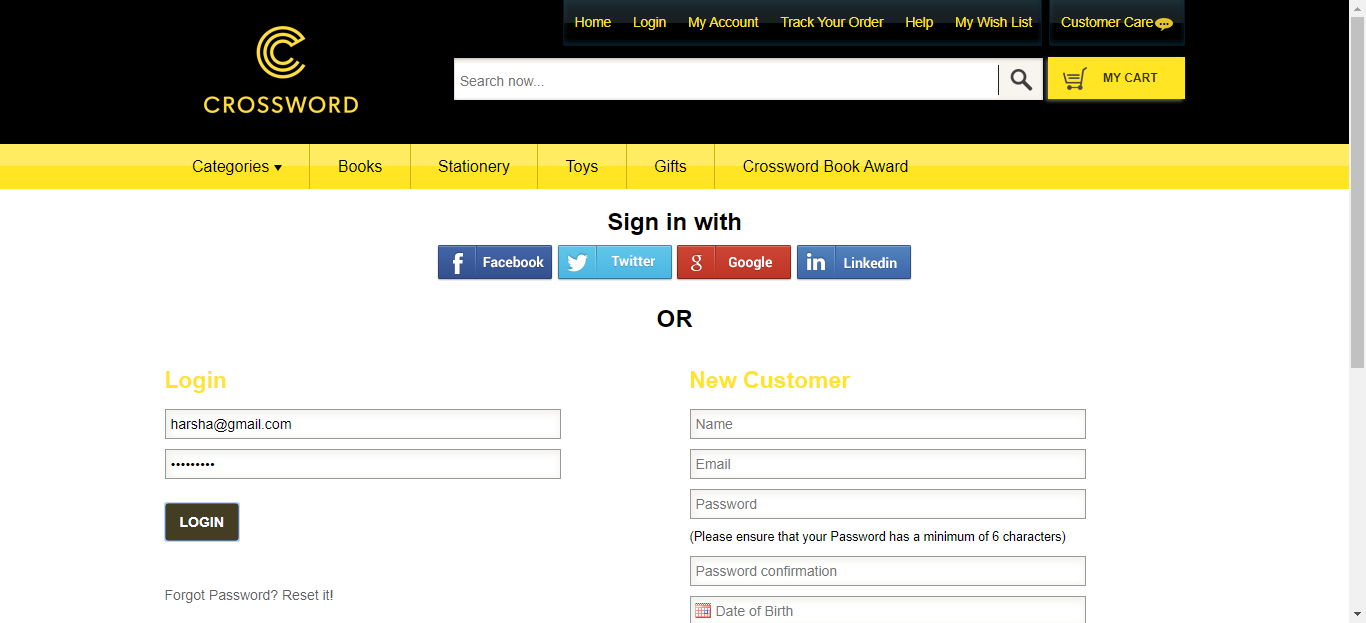 Home Login My Account Track Your Order Help My Wish List Customer Care
CROSSWORD
Search now...
MY CART
Categories Books Stationery Toys Gifts Crossword Book Award
Sign in with
f Facebook Twitter g Google in Linkedin
OR
Login
harsha@gmail.com
•••••••••
LOGIN
Forgot Password? Reset it!
New Customer
Name
Email
Password
(Please ensure that your Password has a minimum of 6 characters)
Password confirmation
Date of Birth